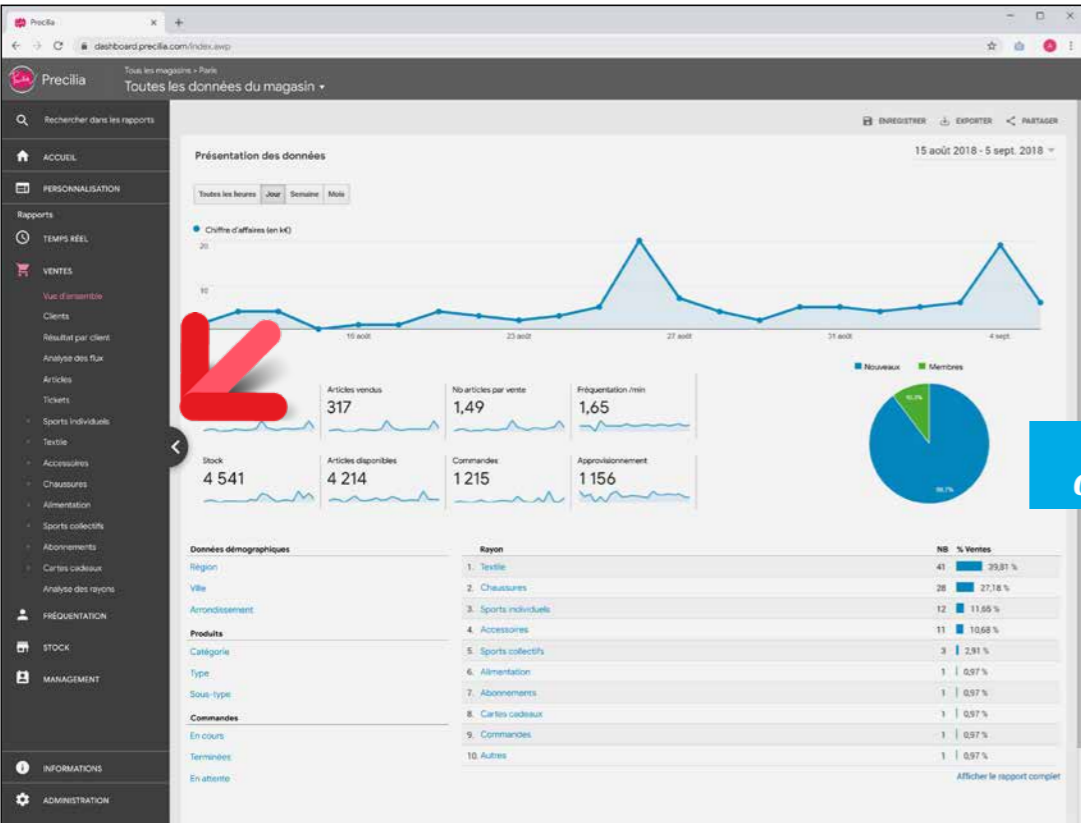 Precilia
dashboard.precilia.com/index.awp
Precilia
Tous les magasins > Paris
Toutes les données du magasin
Rechercher dans les rapports
ACCUEIL
PERSONNALISATION
Rapports
TEMPS RÉEL
VENTES
Vue d'ensemble
Clients
Résultat par client
Analyse des flux
Articles
Tickets
Sports individuels
Textile
Accessoires
Chaussures
Alimentation
Sports collectifs
Abonnements
Cartes cadeaux
Analyse des rayons
FRÉQUENTATION
STOCK
MANAGEMENT
INFORMATIONS
ADMINISTRATION
ENREGISTRER EXPORTER PARTAGER
Présentation des données
15 août 2018 - 5 sept. 2018
Toutes les heures Jour Semaine Mois
Chiffre d'affaires (en k€)
20
10
19 août 23 août 27 août 31 août 4 sept.
Nouveaux Membres
Articles vendus Nb articles par vente Fréquentation /min
317 1,49 1,65
Stock Articles disponibles Commandes Approvisionnement
4 541 4 214 1 215 1 156
Données démographiques
Région
Ville
Arrondissement
Produits
Catégorie
Type
Sous-type
Commandes
En cours
Terminées
En attente
Rayon NB % Ventes
1. Textile 41 39,81 %
2. Chaussures 28 27,18 %
3. Sports individuels 12 11,65 %
4. Accessoires 11 10,68 %
5. Sports collectifs 3 2,91 %
6. Alimentation 1 0,97 %
7. Abonnements 1 0,97 %
8. Cartes cadeaux 1 0,97 %
9. Commandes 1 0,97 %
10. Autres 1 0,97 %
Afficher le rapport complet